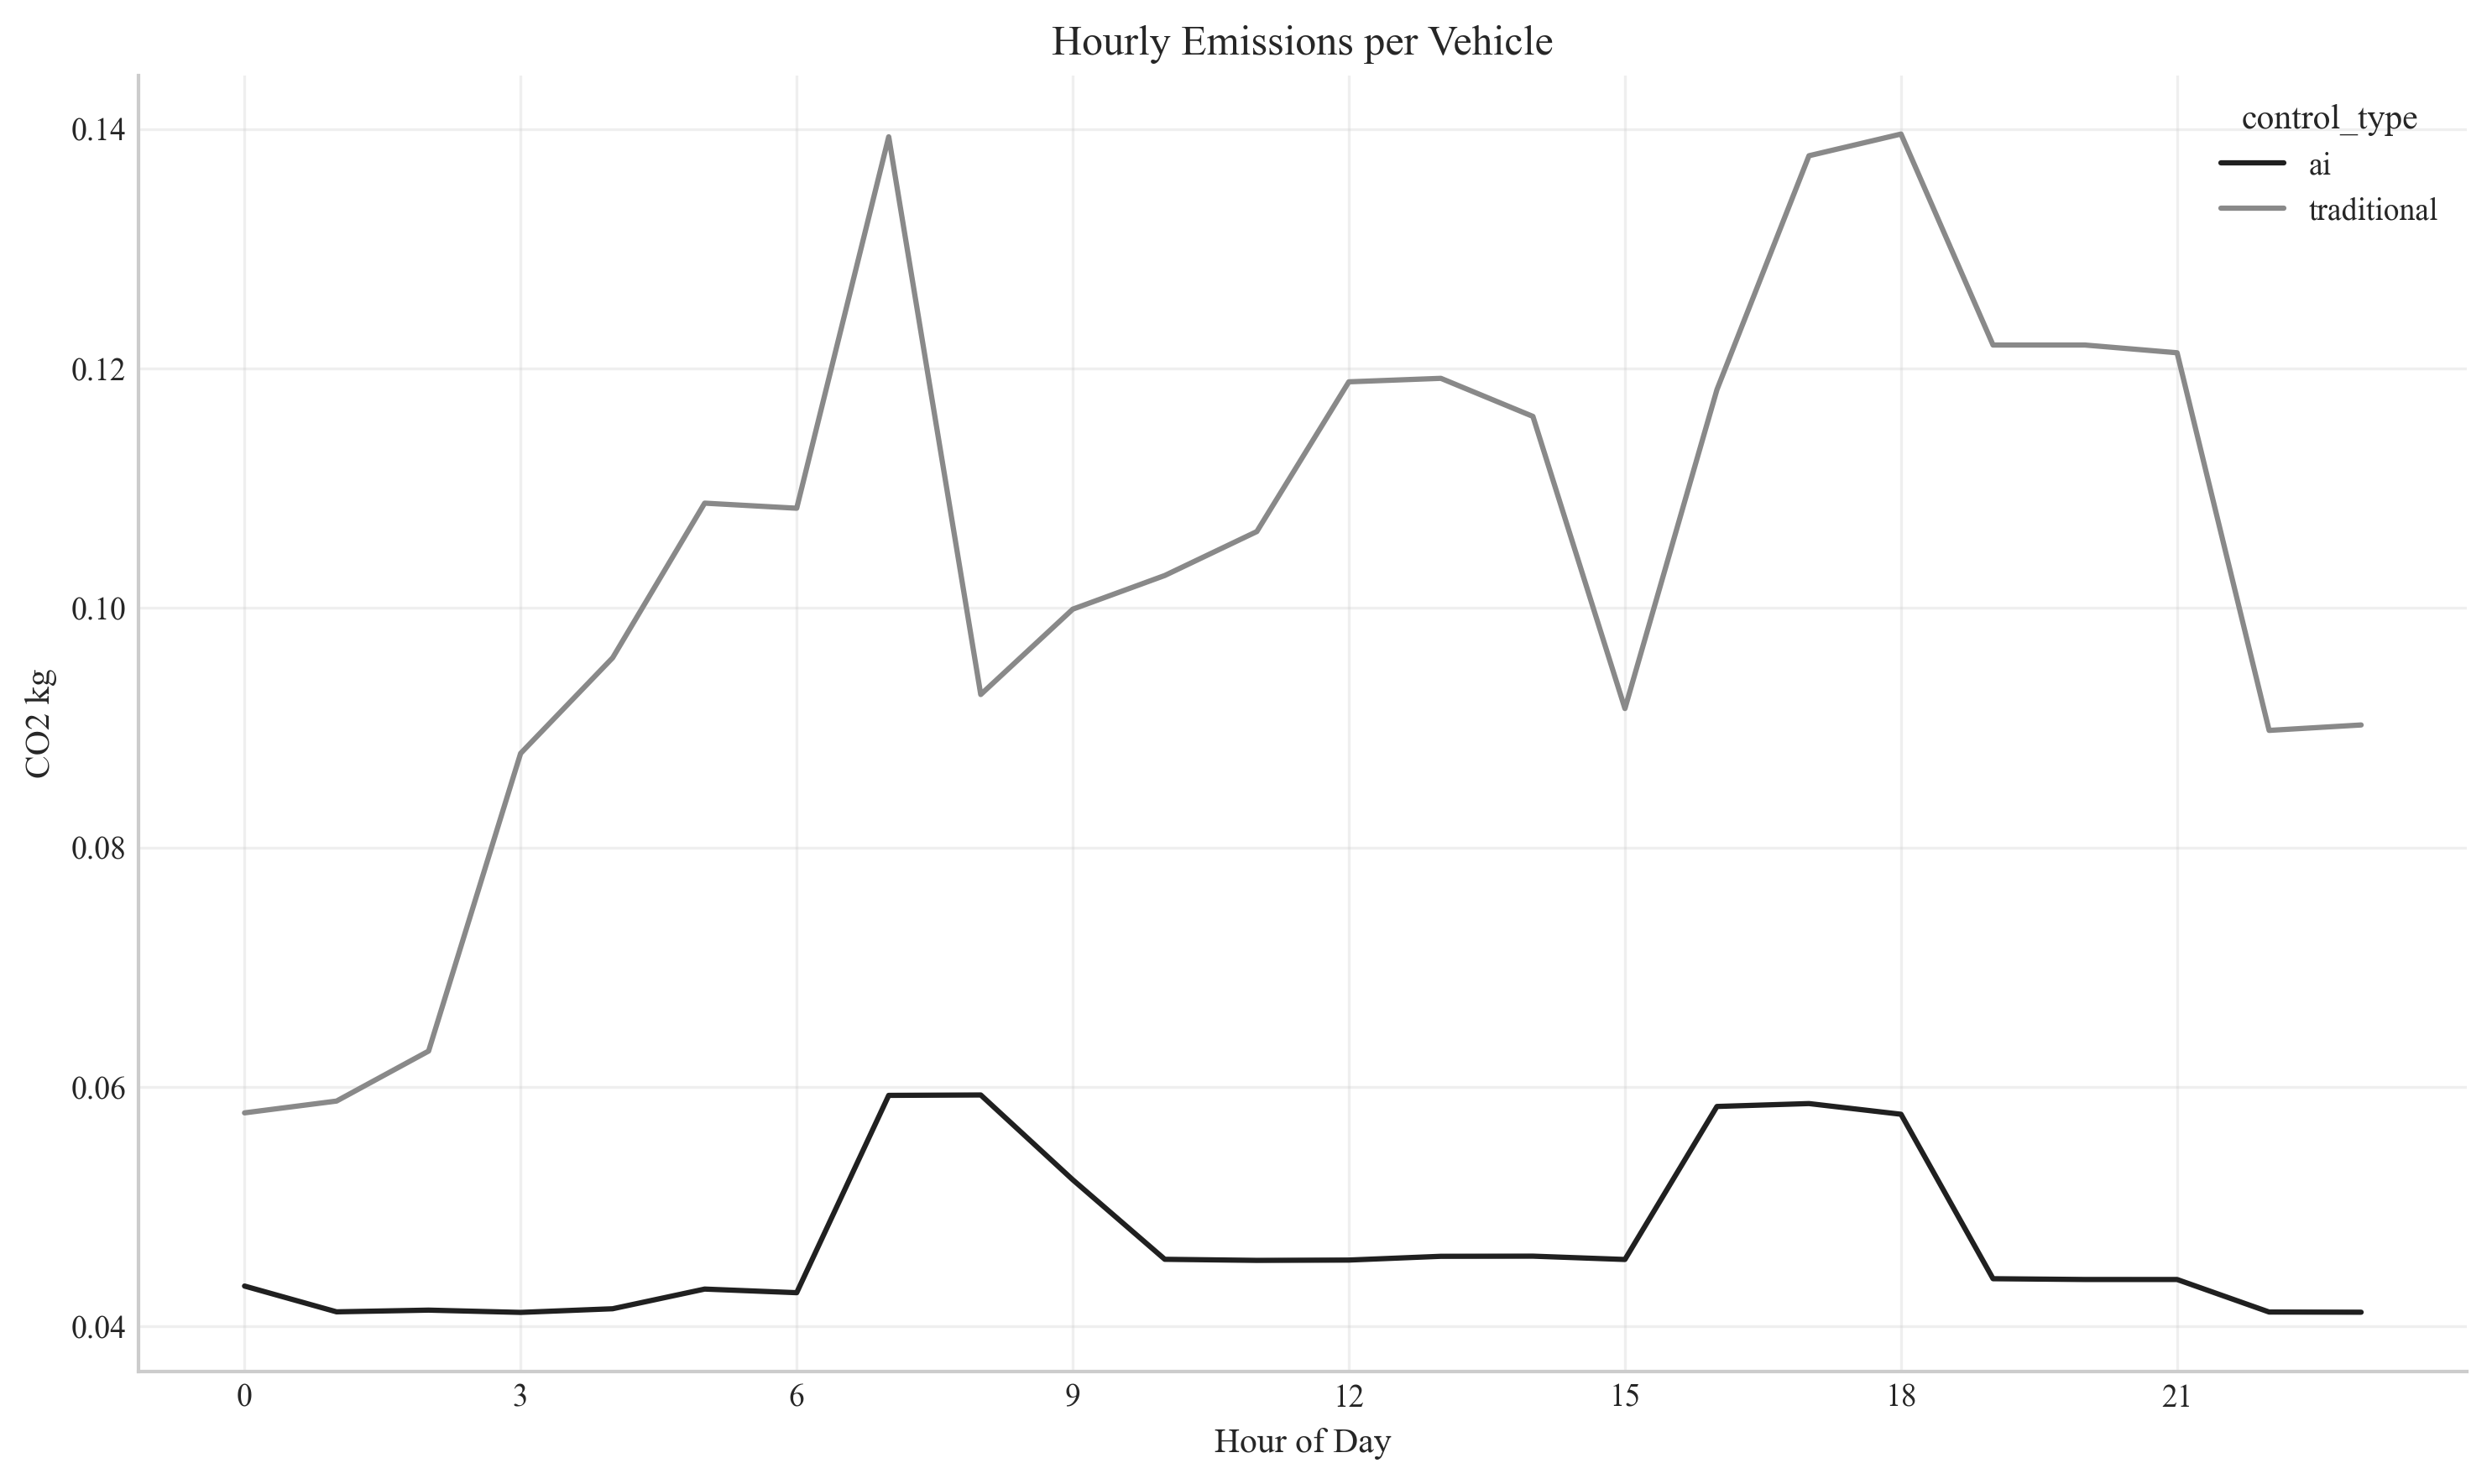 Hourly Emissions per Vehicle
control_type
ai
traditional
0.14
0.12
0.10
0.08
0.06
0.04
CO2 kg
0 3 6 9 12 15 18 21
Hour of Day